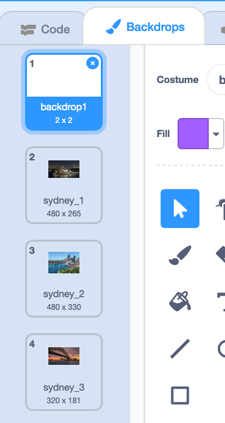 Code
Backdrops
1
backdrop1
2 x 2
Costume
b
Fill
2
sydney_1
480 x 265
3
sydney_2
480 x 330
4
sydney_3
320 x 181